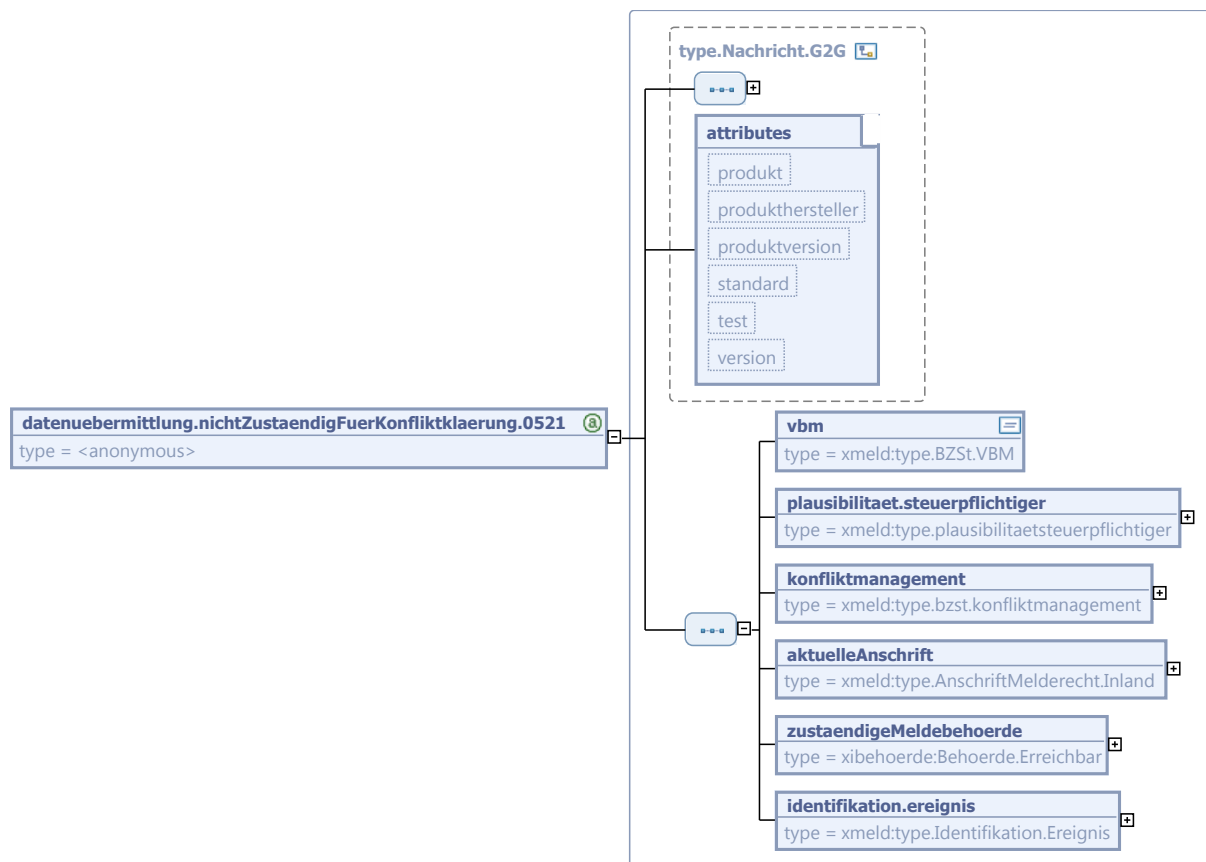 type.Nachricht.G2G
attributes
produkt
produkthersteller
produktversion
standard
test
version
datenuebermittlung.nichtZustaendigFuerKonfliktklaerung.0521
type = <anonymous>
vbm
type = xmeld:type.BZSt.VBM
plausibilitaet.steuerpflichtiger
type = xmeld:type.plausibilitaetsteuerpflichtiger
konfliktmanagement
type = xmeld:type.bzst.konfliktmanagement
aktuelleAnschrift
type = xmeld:type.AnschriftMelderecht.Inland
zustaendigeMeldebehoerde
type = xibehoerde:Behoerde.Erreichbar
identifikation.ereignis
type = xmeld:type.Identifikation.Ereignis